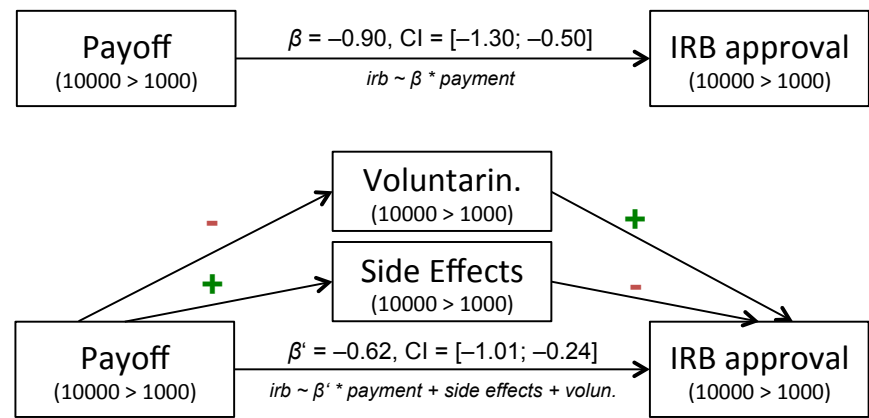 Payoff
(10000 > 1000)
β = –0.90, CI = [–1.30; –0.50]
irb ~ β * payment
IRB approval
(10000 > 1000)
Voluntarin.
(10000 > 1000)
-
+
+
Side Effects
(10000 > 1000)
-
Payoff
(10000 > 1000)
β‘ = –0.62, CI = [–1.01; –0.24]
irb ~ β‘ * payment + side effects + volun.
IRB approval
(10000 > 1000)